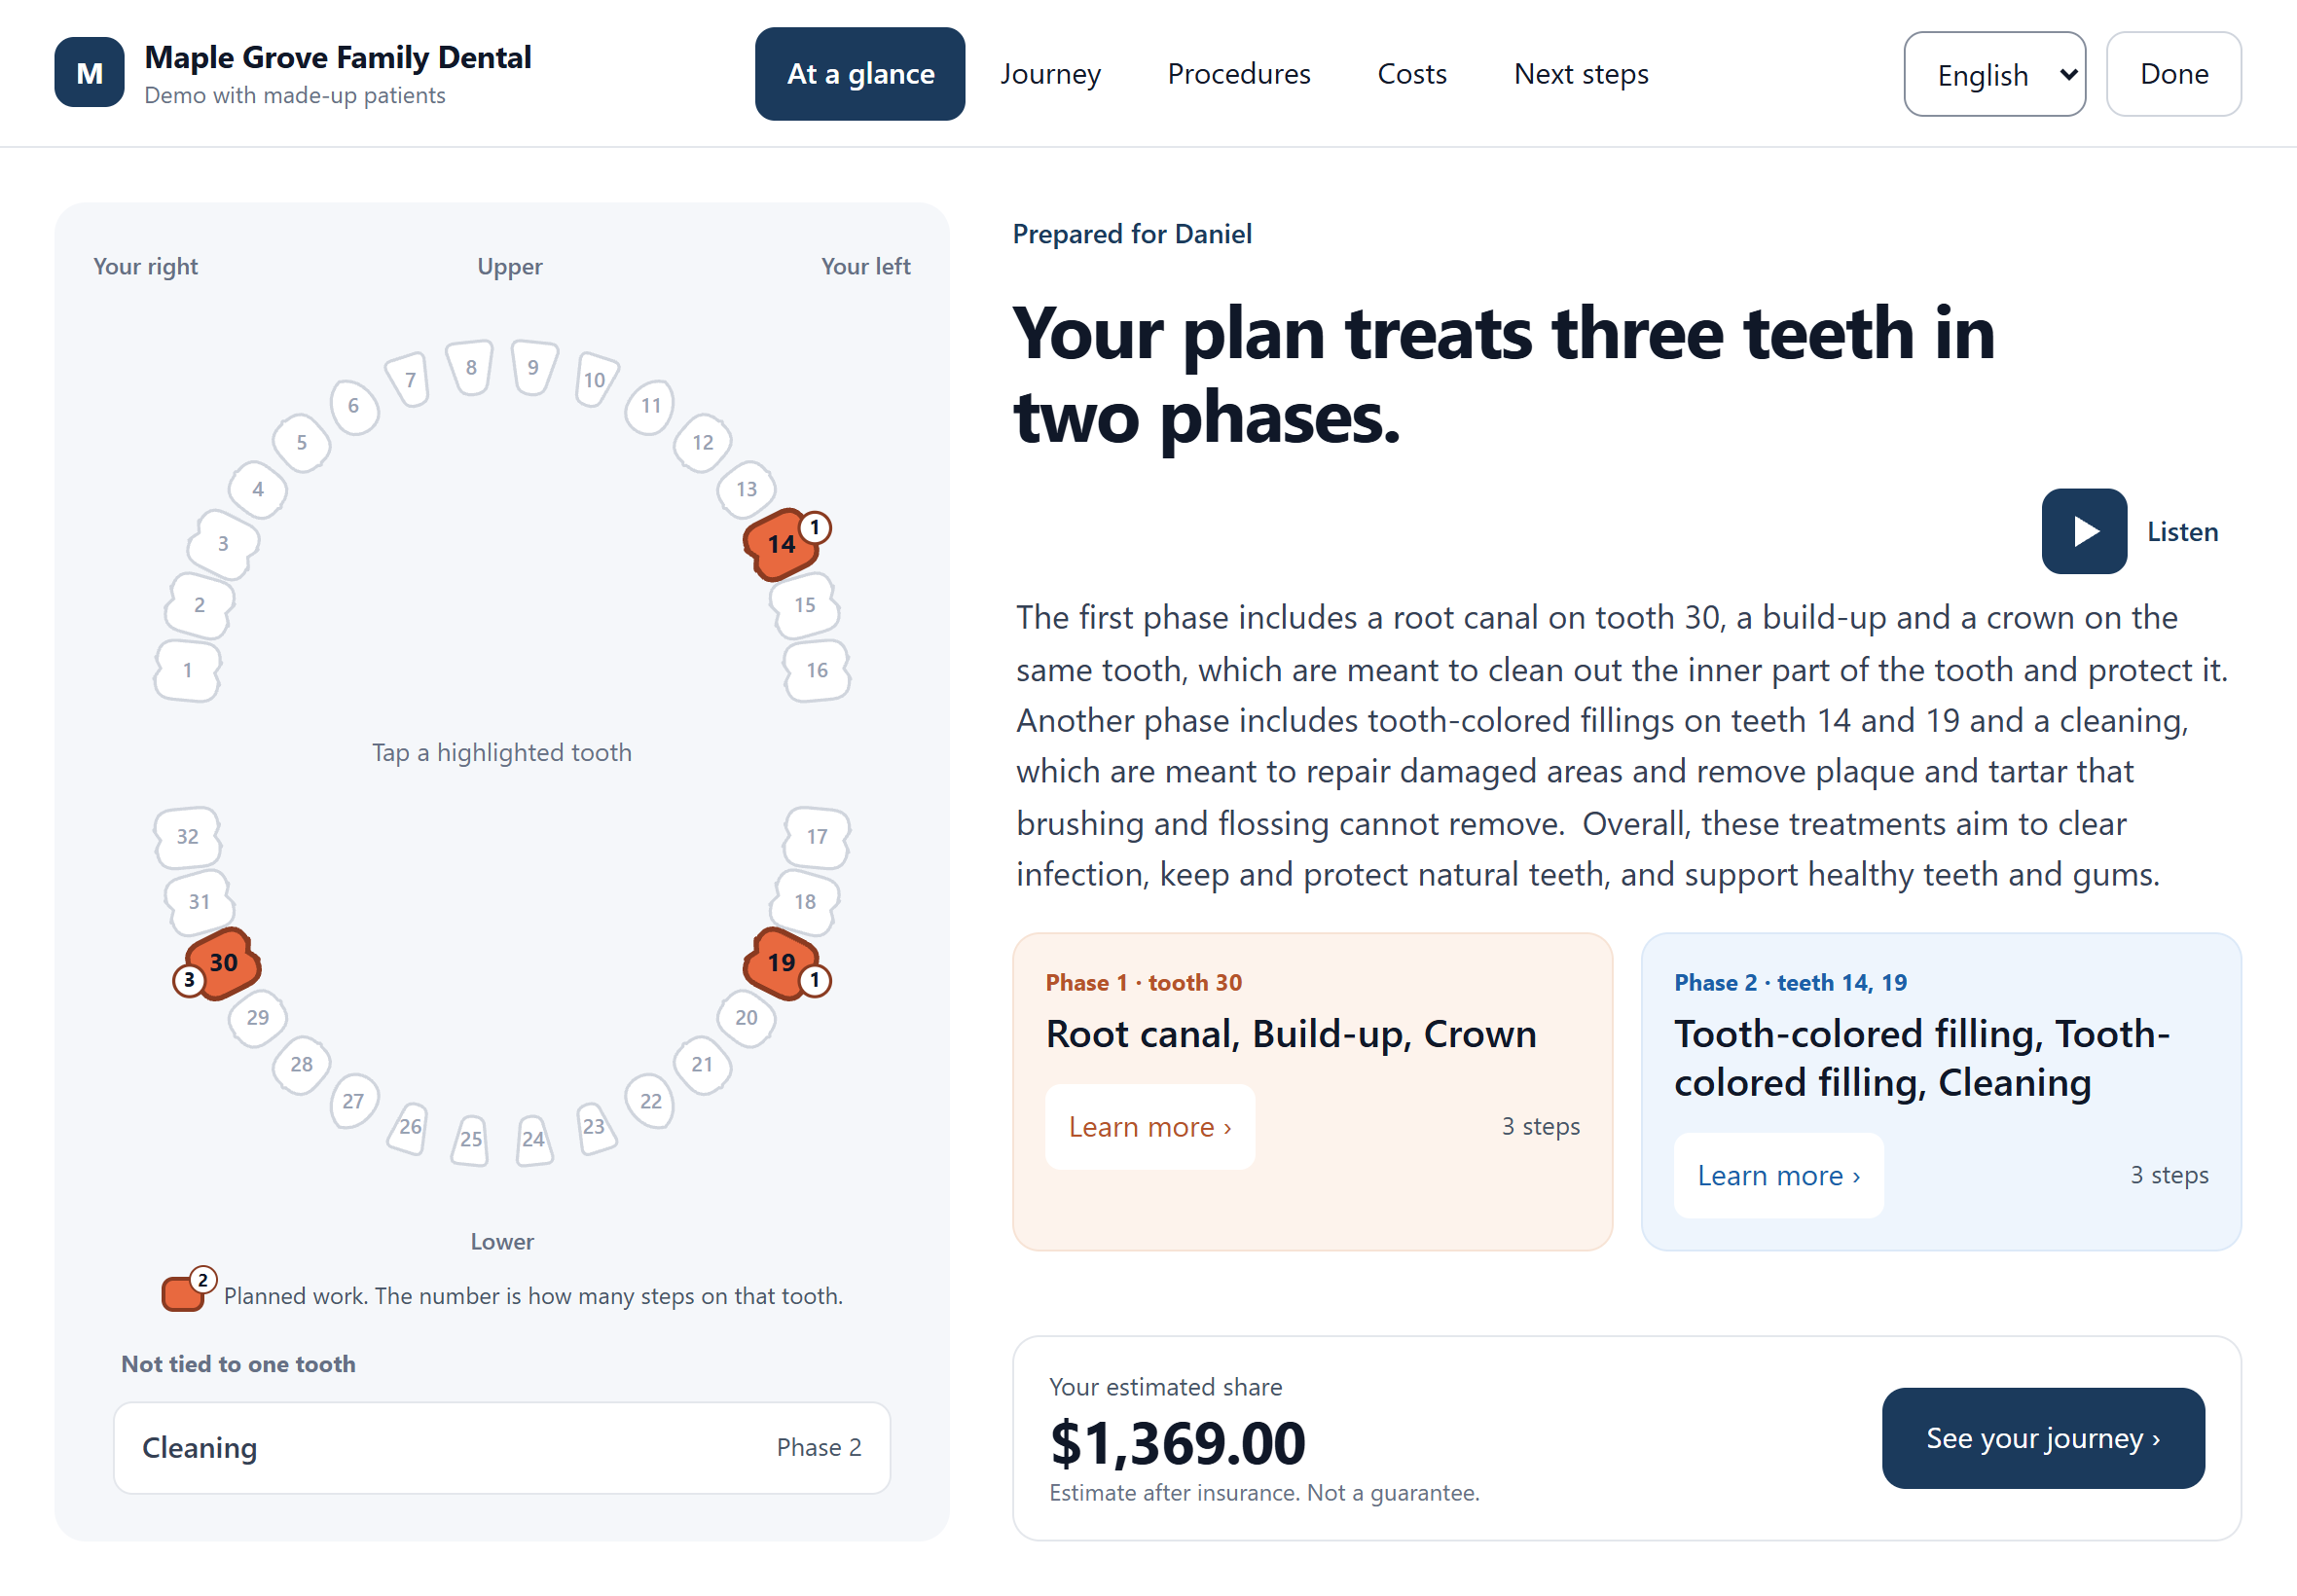 M
Maple Grove Family Dental
Demo with made-up patients
At a glance
Journey
Procedures
Costs
Next steps
English
Done
Your right
Upper
Your left
1
2
3
4
5
6
7
8
9
10
11
12
13
14
1
15
16
Tap a highlighted tooth
32
31
30
3
29
28
27
26
25
24
23
22
21
20
19
1
18
17
Lower
2
Planned work. The number is how many steps on that tooth.
Not tied to one tooth
Cleaning
Phase 2
Prepared for Daniel
Your plan treats three teeth in
two phases.
Listen
The first phase includes a root canal on tooth 30, a build-up and a crown on the
same tooth, which are meant to clean out the inner part of the tooth and protect it.
Another phase includes tooth-colored fillings on teeth 14 and 19 and a cleaning,
which are meant to repair damaged areas and remove plaque and tartar that
brushing and flossing cannot remove.  Overall, these treatments aim to clear
infection, keep and protect natural teeth, and support healthy teeth and gums.
Phase 1 · tooth 30
Root canal, Build-up, Crown
Learn more ›
3 steps
Phase 2 · teeth 14, 19
Tooth-colored filling, Tooth-
colored filling, Cleaning
Learn more ›
3 steps
Your estimated share
$1,369.00
Estimate after insurance. Not a guarantee.
See your journey ›